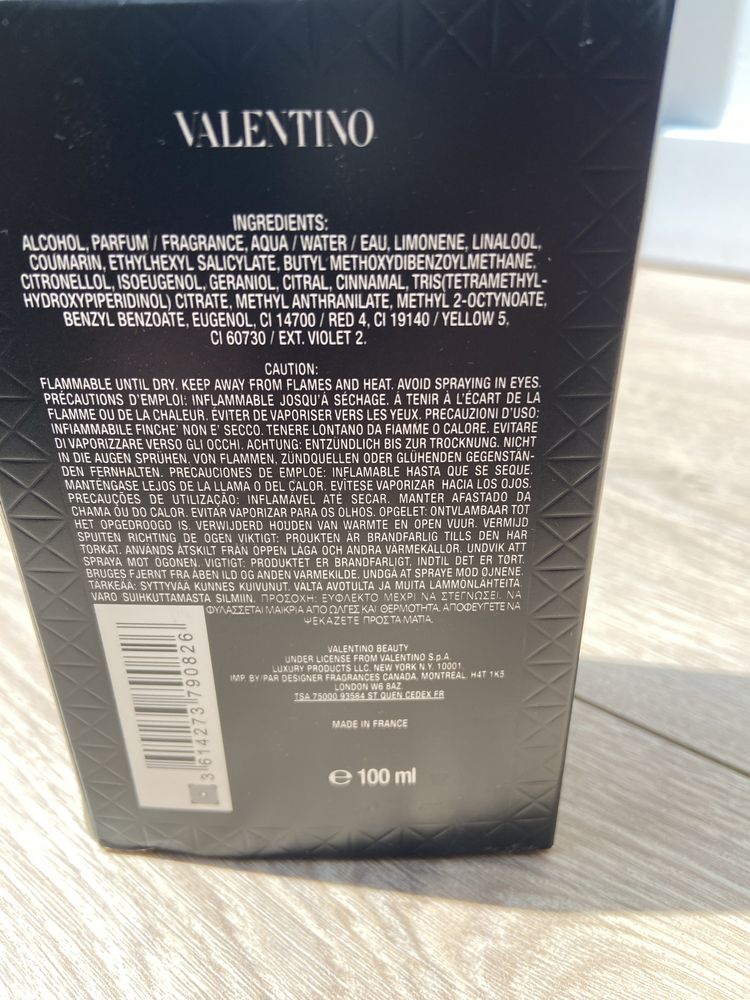 VALENTINO
INGREDIENTS:
ALCOHOL, PARFUM / FRAGRANCE, AQUA / WATER / EAU, LIMONENE, LINALOOL,
COUMARIN, ETHYLHEXYL SALICYLATE, BUTYL METHOXYDIBENZOYLMETHANE.
CITRONELLOL, ISOEUGENOL, GERANIOL, CITRAL, CINNAMAL, TRIS(TETRAMETHYL-
HYDROXYPIPERIDINOL) CITRATE, METHYL ANTHRANILATE, METHYL 2-OCTYNOATE,
BENZYL BENZOATE, EUGENOL, CI 14700 / RED 4, CI 19140 / YELLOW 5,
CI 60730 / EXT. VIOLET 2.
CAUTION:
FLAMMABLE UNTIL DRY. KEEP AWAY FROM FLAMES AND HEAT. AVOID SPRAYING IN EYES.
PRÉCAUTIONS D'EMPLOI: INFLAMMABLE JOSQU'À SÉCHAGE. À TENIR À L'ÉCART DE LA
FLAMME OU DE LA CHALEUR. ÉVITER DE VAPORISER VERS LES YEUX. PRECAUZIONI D'USO:
INFIAMMABILE FINCHE' NON E' SECCO. TENERE LONTANO DA FIAMME O CALORE. EVITARE
DI VAPORIZZARE VERSO GLI OCCHI. ACHTUNG: ENTZÜNDLICH BIS ZUR TROCKNUNG. NICHT
IN DIE AUGEN SPRÜHEN. VON FLAMMEN, ZÜNDQUELLEN ODER GLÜHENDEN GEGENSTÄN-
DEN FERNHALTEN. PRECAUCIONES DE EMPLOE: INFLAMABLE HASTA QUE SE SEQUE.
MANTÉNGASE LEJOS DE LA LLAMA O DEL CALOR. EVÍTESE VAPORIZAR HACIA LOS OJOS.
PRECAUÇÕES DE UTILIZAÇÃO: INFLAMÁVEL ATÉ SECAR. MANTER AFASTADO DA
CHAMA OU DO CALOR. EVITAR VAPORIZAR PARA OS OLHOS. OPGELET: ONTVLAMBAAR TOT
HET OPGEDROOGD IS. VERWIJDERD HOUDEN VAN WARMTE EN OPEN VUUR. VERMIJD
SPUITEN RICHTING DE OGEN VIKTIGT: PROUKTEN ÄR BRANDFARLIG TILLS DEN HAR
TORKAT. ANVÄNDS ÅTSKILT FRÅN ÖPPEN LÅGA OCH ANDRA VARMEKALLOR. UNDVIK ATT
SPRAYA MOT OGONEN. VIGTIGT: PRODUKTET ER BRANDFARLIGT, INDTIL DET ER TØRT.
BRUGES FJERNT FRA ÅBEN ILD OG ANDEN VARMEKILDE. UNDGÅ AT SPRAYE MOD ØJNENE.
TÄRKEÄÄ: SYTTYVÄÄ KUNNES KUIVUNUT. VÄLTÄ AVOTULTA JA MUITA LÄMMÖNLÄHTEITÄ.
VARO SUIHKUTTAMASTA SILMIIN. ΠΡΟΣΟΧΗ: ΕΥΦΛΕΚΤΟ ΜΕΧΡΙ ΝΑ ΣΤΕΓΝΩΣΕΙ. ΝΑ
ΦΥΛΑΣΣΕΤΑΙ ΜΑΙΚΡΙΑ ΑΠΟ ΩΛΓΕΣ ΚΑΙ ΘΕΡΜΟΤΗΤΑ. ΑΠΟΦΕΥΓΕΤΕ ΝΑ
ΨΕΚΑΖΕΤΕ ΠΡΟΣ ΤΑ ΜΑΤΙΑ.
VALENTINO BEAUTY
UNDER LICENSE FROM VALENTINO S.p.A
LUXURY PRODUCTS LLC. NEW YORK N.Y. 10001.
IMP. BY/PAR DESIGNER FRAGRANCES CANADA, MONTRÉAL. H4T 1K5
LONDON W6 8AZ.
TSA 75000 93584 ST QUEN CEDEX FR
MADE IN FRANCE
e 100 ml
3 614273 790826